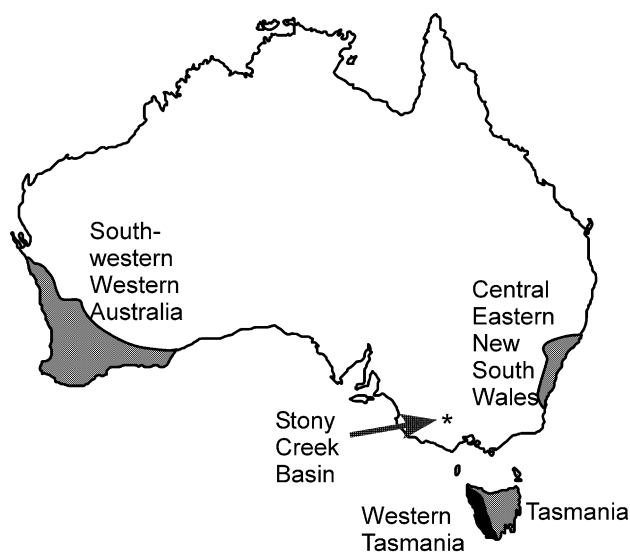 South-
western
Western
Australia
Central
Eastern
New
South
Wales
Stony
Creek
Basin
*
Western
Tasmania
Tasmania